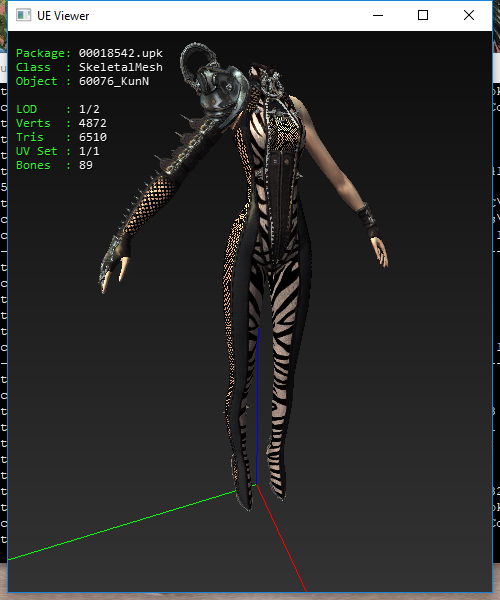 UE Viewer
Package: 00018542.upk
Class : SkeletalMesh
Object : 60076_KunN
LOD : 1/2
Verts : 4872
Tris : 6510
UV Set : 1/1
Bones : 89